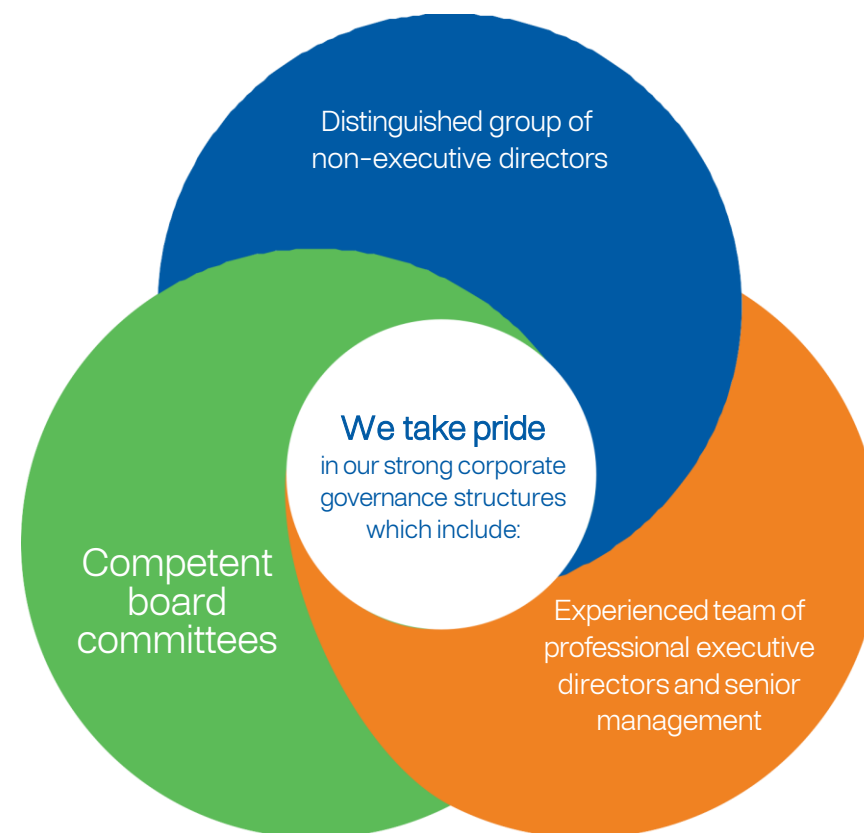 Distinguished group of
non-executive directors
We take pride
in our strong corporate
governance structures
which include:
Competent
board
committees
Experienced team of
professional executive
directors and senior
management